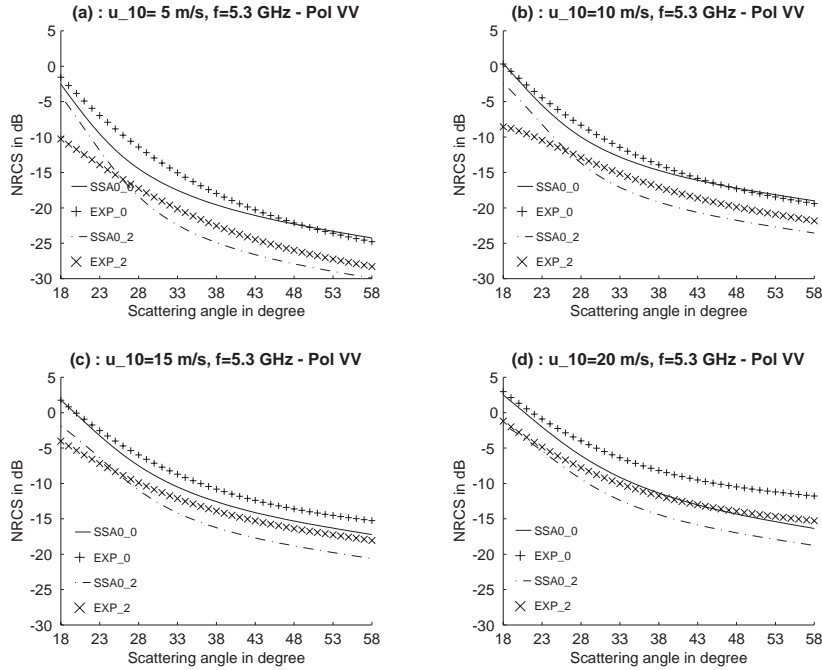 (a) : u_10= 5 m/s, f=5.3 GHz - Pol VV
5
0
-5
-10
-15
-20
-25
-30
NRCS in dB
SSA0_0
EXP_0
SSA0_2
EXP_2
18 23 28 33 38 43 48 53 58
Scattering angle in degree
(b) : u_10=10 m/s, f=5.3 GHz - Pol VV
5
0
-5
-10
-15
-20
-25
-30
NRCS in dB
SSA0_0
EXP_0
SSA0_2
EXP_2
18 23 28 33 38 43 48 53 58
Scattering angle in degree
(c) : u_10=15 m/s, f=5.3 GHz - Pol VV
5
0
-5
-10
-15
-20
-25
-30
NRCS in dB
SSA0_0
EXP_0
SSA0_2
EXP_2
18 23 28 33 38 43 48 53 58
Scattering angle in degree
(d) : u_10=20 m/s, f=5.3 GHz - Pol VV
5
0
-5
-10
-15
-20
-25
-30
NRCS in dB
SSA0_0
EXP_0
SSA0_2
EXP_2
18 23 28 33 38 43 48 53 58
Scattering angle in degree